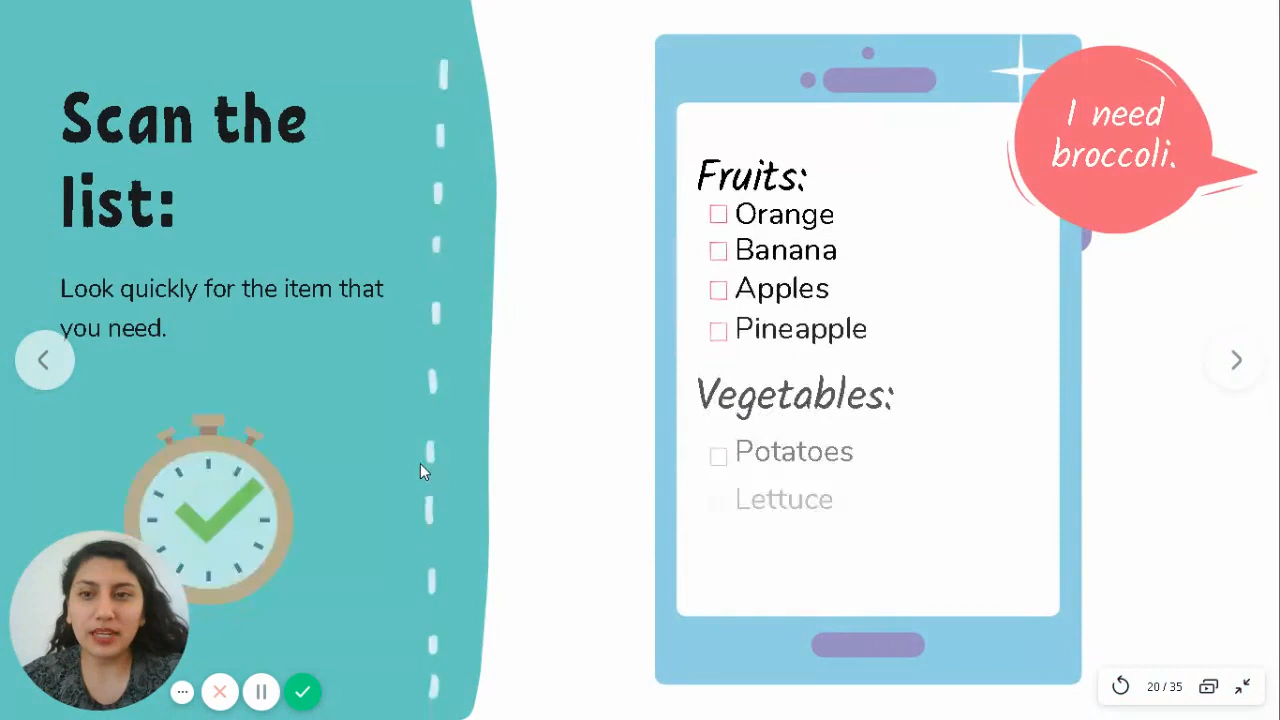 Scan the
list:
Look quickly for the item that
you need.
I need
broccoli.
Fruits:
Orange
Banana
Apples
Pineapple
Vegetables:
Potatoes
Lettuce
20 / 35